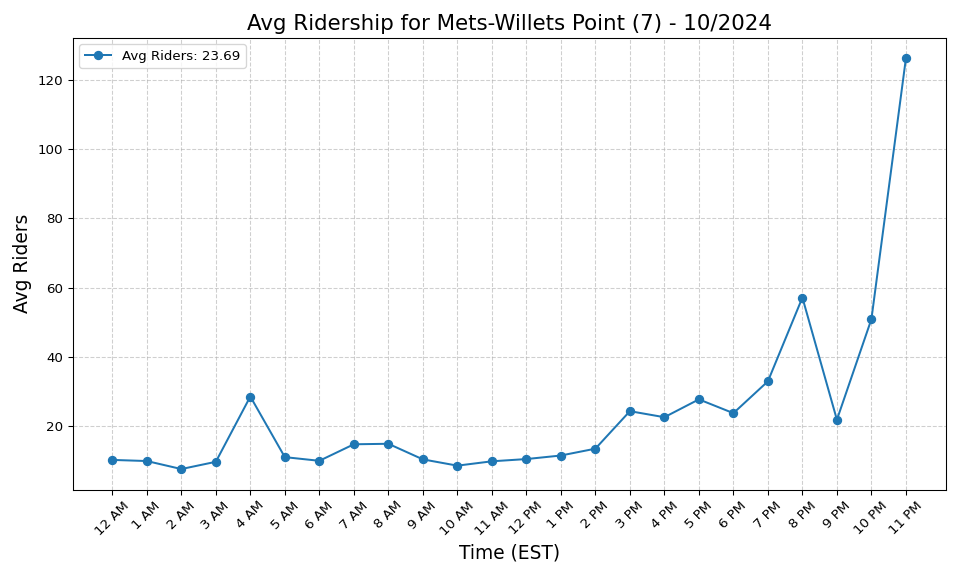 Avg Ridership for Mets-Willets Point (7) - 10/2024
Avg Riders: 23.69
Avg Riders
120
100
80
60
40
20
12 AM 1 AM 2 AM 3 AM 4 AM 5 AM 6 AM 7 AM 8 AM 9 AM 10 AM 11 AM 12 PM 1 PM 2 PM 3 PM 4 PM 5 PM 6 PM 7 PM 8 PM 9 PM 10 PM 11 PM
Time (EST)